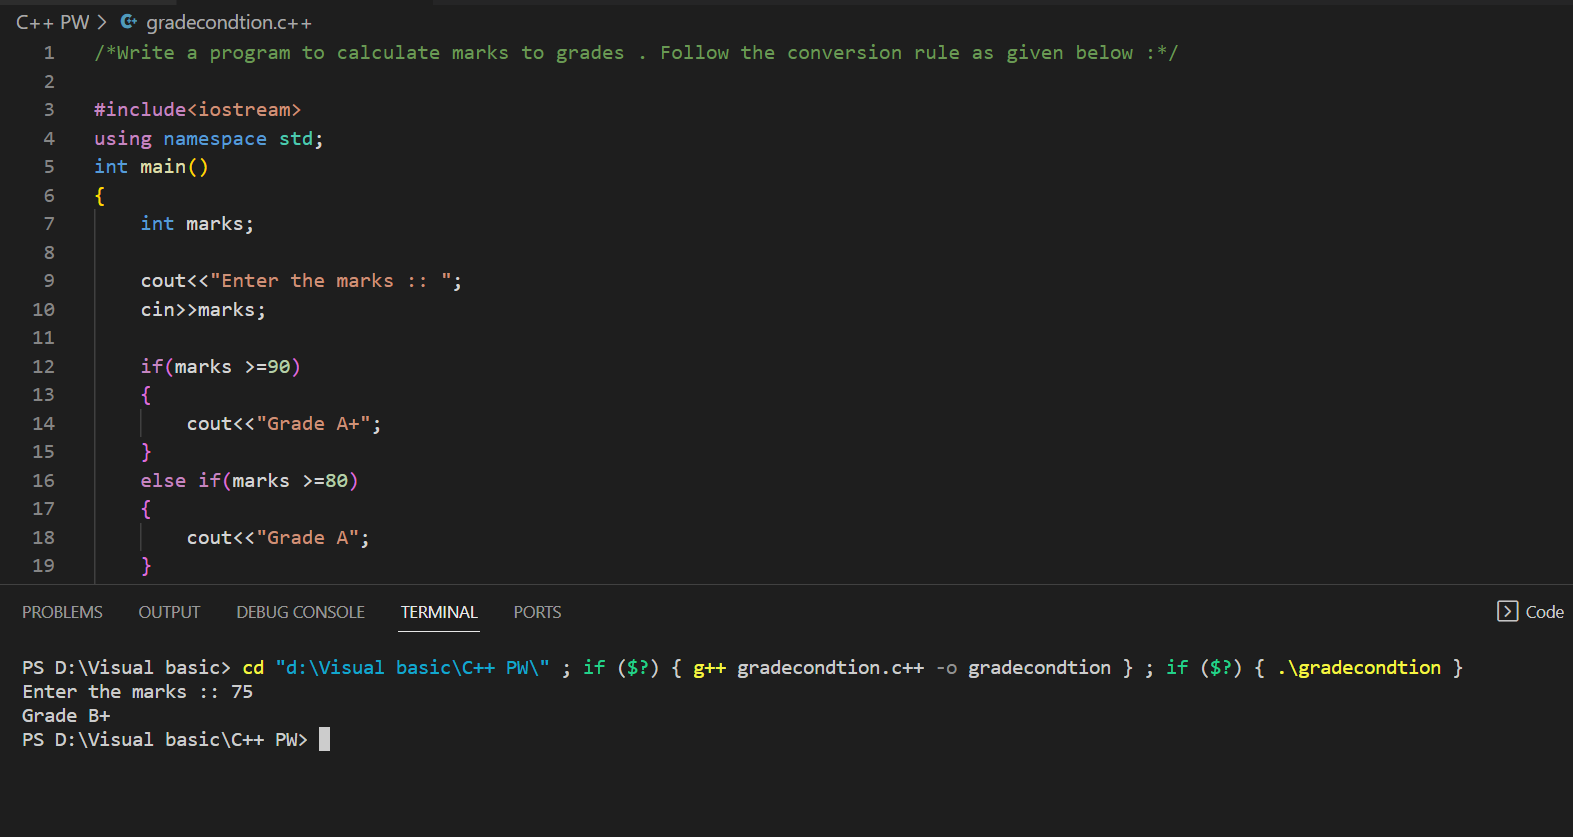 C++ PW > gradecondtion.c++
1 /*Write a program to calculate marks to grades . Follow the conversion rule as given below :*/
2
3 #include<iostream>
4 using namespace std;
5 int main()
6 {
7 int marks;
8
9 cout<<"Enter the marks :: ";
10 cin>>marks;
11
12 if(marks >=90)
13 {
14 cout<<"Grade A+";
15 }
16 else if(marks >=80)
17 {
18 cout<<"Grade A";
19 }
PROBLEMS OUTPUT DEBUG CONSOLE TERMINAL PORTS Code
PS D:\Visual basic> cd "d:\Visual basic\C++ PW\" ; if ($?) { g++ gradecondtion.c++ -o gradecondtion } ; if ($?) { .\gradecondtion }
Enter the marks :: 75
Grade B+
PS D:\Visual basic\C++ PW>